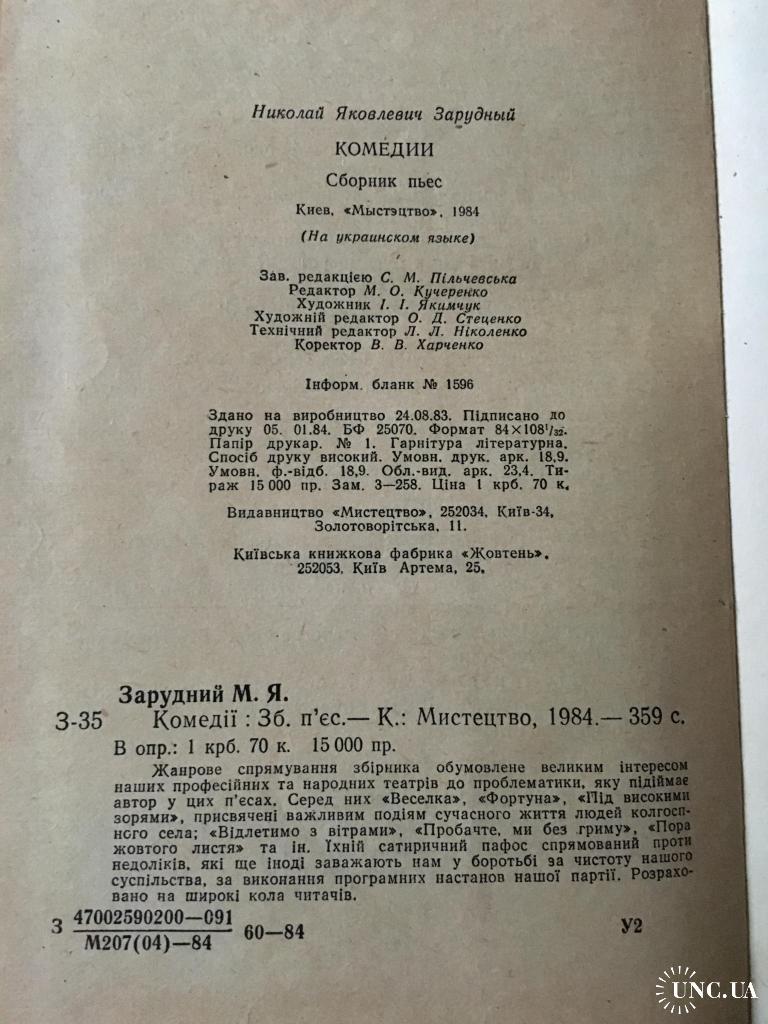 Николай Яковлевич Зарудный
КОМЕДИИ
Сборник пьес
Киев, «Мыстэцтво», 1984
(На украинском языке)
Зав. редакцією С. М. Пільчевська
Редактор М. О. Кучеренко
Художник І. І. Якимчук
Художній редактор О. Д. Стеценко
Технічний редактор Л. Л. Ніколенко
Коректор В. В. Харченко
Інформ. бланк № 1596
Здано на виробництво 24.08.83. Підписано до
друку 05. 01.84. БФ 25070. Формат 84×108¹/₃₂.
Папір друкар. № 1. Гарнітура літературна.
Спосіб друку високий. Умовн. друк. арк. 18,9.
Умовн. ф.-відб. 18,9. Обл.-вид. арк. 23,4. Ти-
раж 15 000 пр. Зам. 3—258. Ціна 1 крб. 70 к.
Видавництво «Мистецтво», 252034, Київ-34,
Золотоворітська, 11.
Київська книжкова фабрика «Жовтень»,
252053, Київ Артема, 25.
Зарудний М. Я.
З-35 Комедії : Зб. п’єс.— К.: Мистецтво, 1984.— 359 с.
В опр.: 1 крб. 70 к. 15 000 пр.
Жанрове спрямування збірника обумовлене великим інтересом
наших професійних та народних театрів до проблематики, яку підіймає
автор у цих п’єсах. Серед них «Веселка», «Фортуна», «Під високими
зорями», присвячені важливим подіям сучасного життя людей колгосп-
ного села; «Відлетимо з вітрами», «Пробачте, ми без гриму», «Пора
жовтого листя» та ін. Їхній сатиричний пафос спрямований проти
недоліків, які ще іноді заважають нам у боротьбі за чистоту нашого
суспільства, за виконання програмних настанов нашої партії. Розрахо-
вано на широкі кола читачів.
З 47002590200—091
М207(04)—84 60—84 У2
UNC.UA